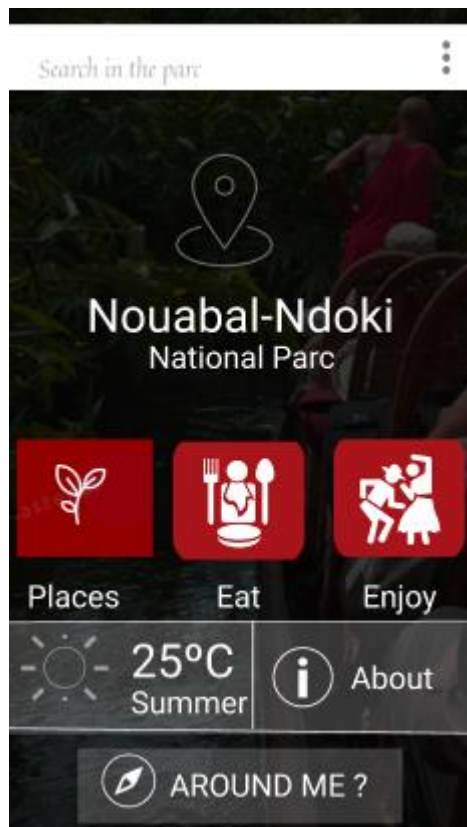 Search in the parc
Nouabal-Ndoki
National Parc
Places
Eat
Enjoy
25ºC
Summer
About
AROUND ME ?